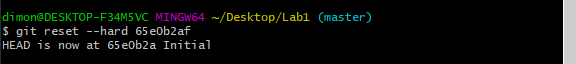 dimon@DESKTOP-F34M5VC MINGW64 ~/Desktop/Lab1 (master)
$ git reset --hard 65e0b2af
HEAD is now at 65e0b2a Initial